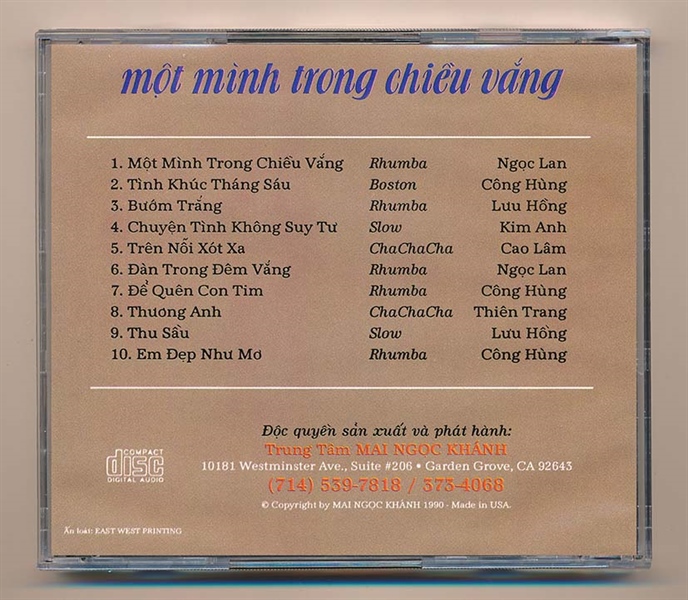 một mình trong chiều vắng
1. Một Mình Trong Chiều Vắng Rhumba Ngọc Lan
2. Tình Khúc Tháng Sáu Boston Công Hùng
3. Bướm Trắng Rhumba Lưu Hồng
4. Chuyện Tình Không Suy Tư Slow Kim Anh
5. Trên Nỗi Xót Xa ChaChaCha Cao Lâm
6. Đàn Trong Đêm Vắng Rhumba Ngọc Lan
7. Để Quên Con Tim Rhumba Công Hùng
8. Thương Anh ChaChaCha Thiên Trang
9. Thu Sầu Slow Lưu Hồng
10. Em Đẹp Như Mơ Rhumba Công Hùng
Độc quyền sản xuất và phát hành:
Trung Tâm MAI NGỌC KHÁNH
10181 Westminster Ave., Suite #206 • Garden Grove, CA 92643
(714) 539-7818 / 373-4068
© Copyright by MAI NGỌC KHÁNH 1990 - Made in USA.
COMPACT
disc
DIGITAL AUDIO
Ấn loát: EAST WEST PRINTING